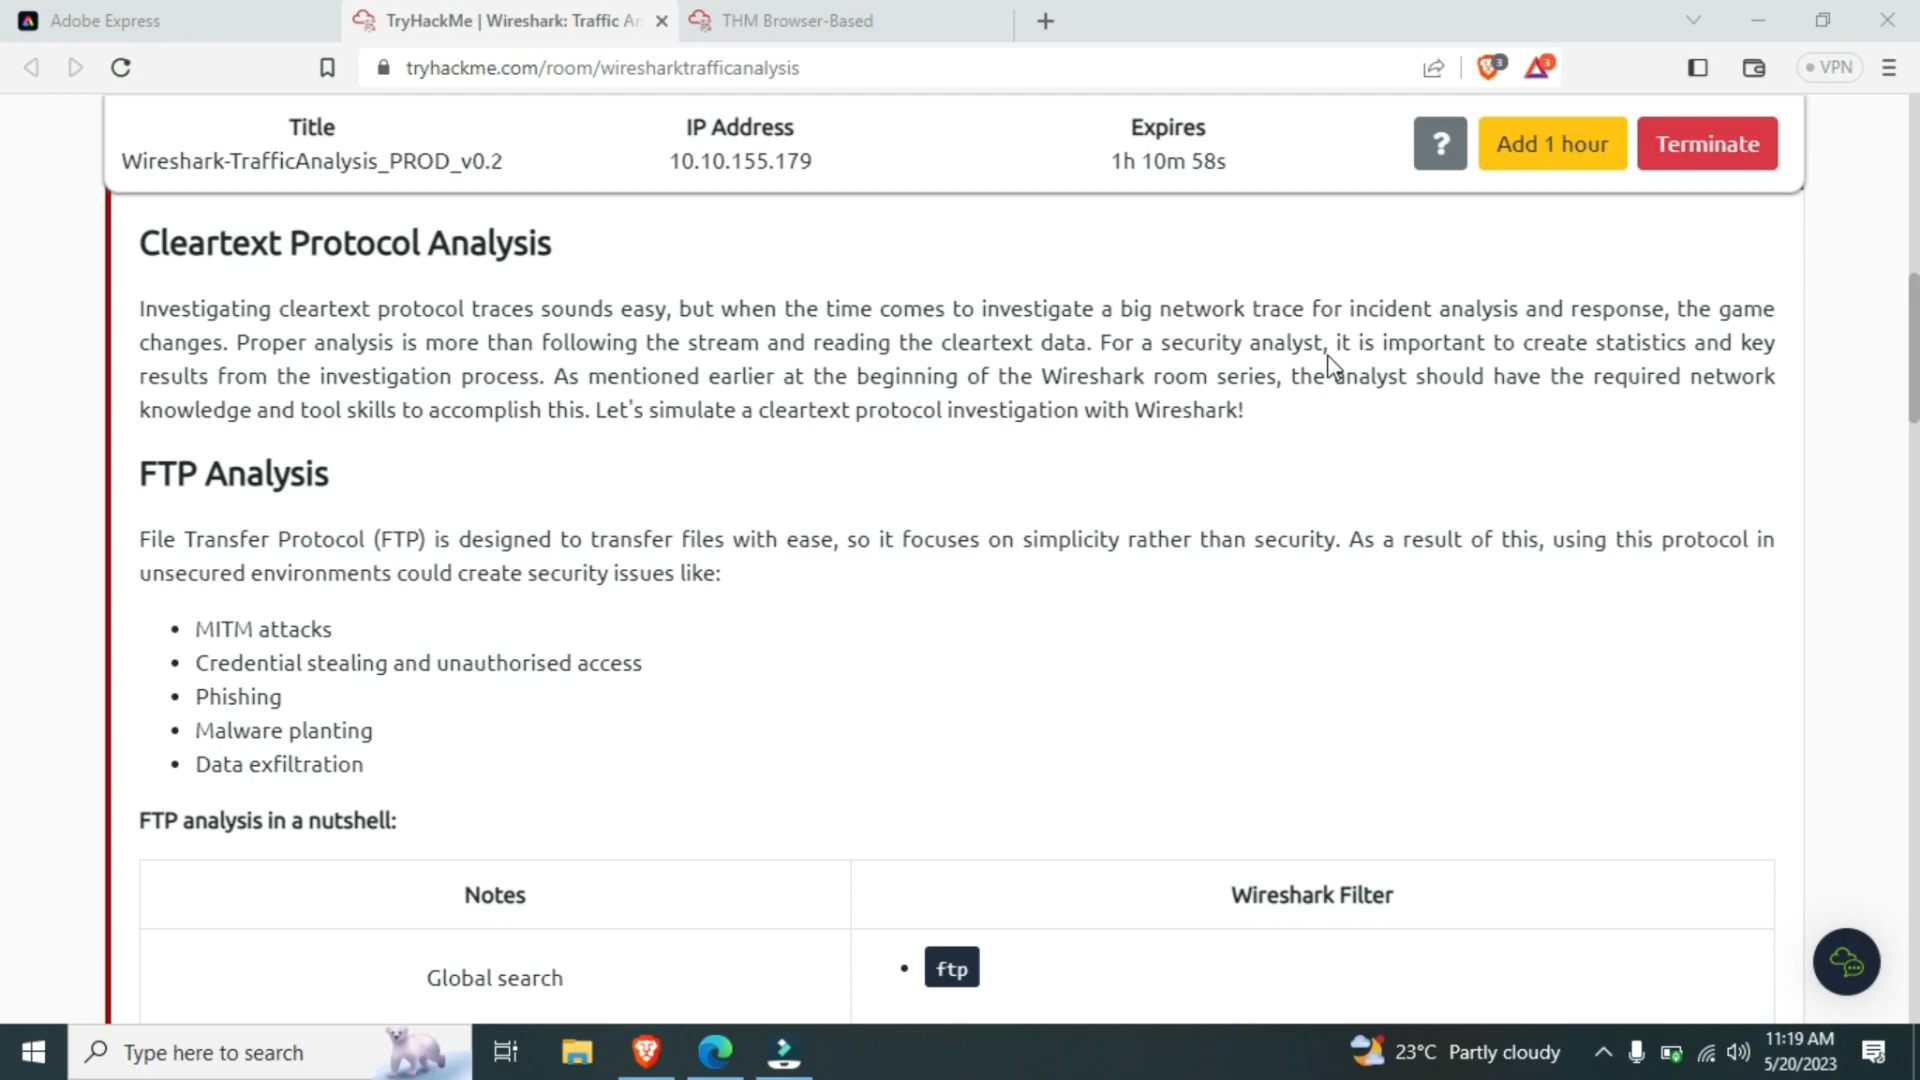 Adobe Express
TryHackMe | Wireshark: Traffic An
THM Browser-Based
tryhackme.com/room/wiresharktrafficanalysis
3
3
VPN
Title
IP Address
Expires
Wireshark-TrafficAnalysis_PROD_v0.2
10.10.155.179
1h 10m 58s
?
Add 1 hour
Terminate
Cleartext Protocol Analysis
Investigating cleartext protocol traces sounds easy, but when the time comes to investigate a big network trace for incident analysis and response, the game
changes. Proper analysis is more than following the stream and reading the cleartext data. For a security analyst, it is important to create statistics and key
results from the investigation process. As mentioned earlier at the beginning of the Wireshark room series, the analyst should have the required network
knowledge and tool skills to accomplish this. Let's simulate a cleartext protocol investigation with Wireshark!
FTP Analysis
File Transfer Protocol (FTP) is designed to transfer files with ease, so it focuses on simplicity rather than security. As a result of this, using this protocol in
unsecured environments could create security issues like:
• MITM attacks
• Credential stealing and unauthorised access
• Phishing
• Malware planting
• Data exfiltration
FTP analysis in a nutshell:
Notes
Wireshark Filter
Global search
• ftp
Type here to search
23°C Partly cloudy
11:19 AM
5/20/2023